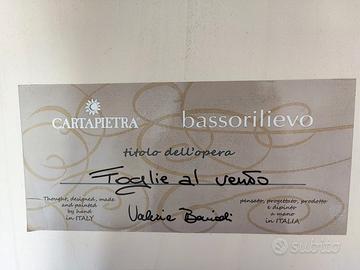 CARTAPIETRA
bassorilievo
titolo dell'opera
Foglie al vento
Thought, designed, made
and painted
by hand
in ITALY
Valeria
pensato, progettato, prodotto
e dipinto
a mano
in ITALIA
subito